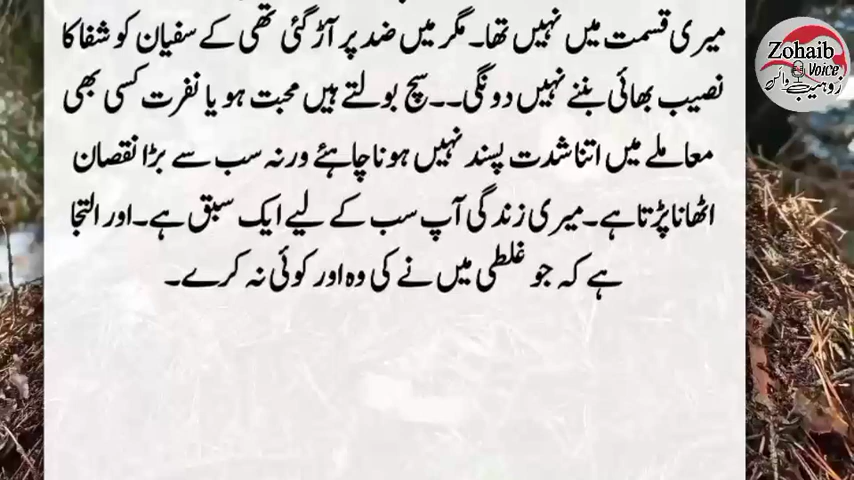 میری قسمت میں نہیں تھا۔ مگر میں ضد پر آڑ گئی تھی کے سفیان کو شفا کا
نصیب بھائی بننے نہیں دونگی۔۔ سچ بولتے ہیں محبت ہو یا نفرت کسی بھی
معاملے میں اتنا شدت پسند نہیں ہونا چاہئے ورنہ سب سے بڑا نقصان
اٹھانا پڑتا ہے۔ میری زندگی آپ سب کے لیے ایک سبق ہے۔ اور التجا
ہے کہ جو غلطی میں نے کی وہ اور کوئی نہ کرے۔
Zohaib
Voice
زوہیب وائس